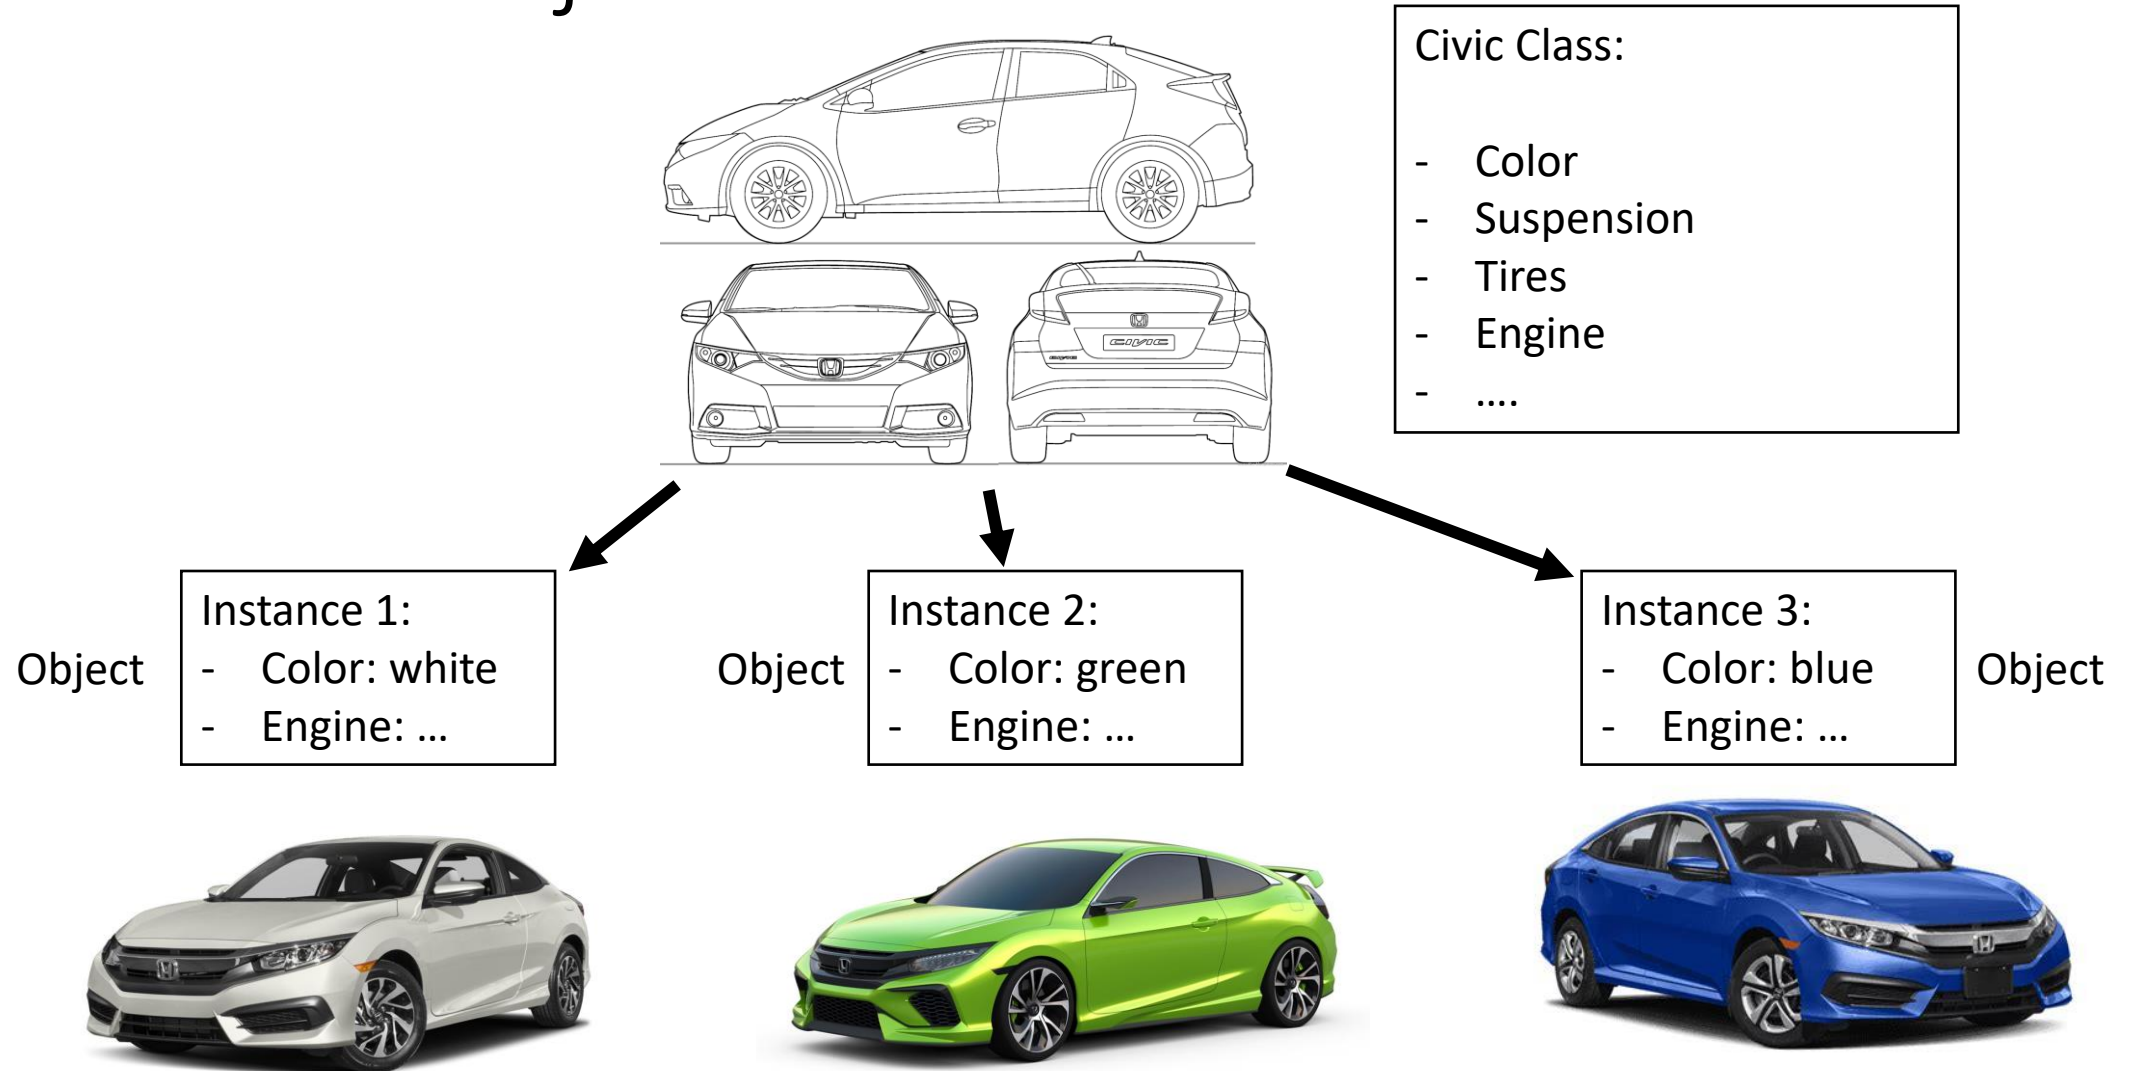 Civic Class:
- Color
- Suspension
- Tires
- Engine
- ....
CIVIC
Instance 1:
- Color: white
- Engine: ...
Object
Instance 2:
- Color: green
- Engine: ...
Object
Instance 3:
- Color: blue
- Engine: ...
Object